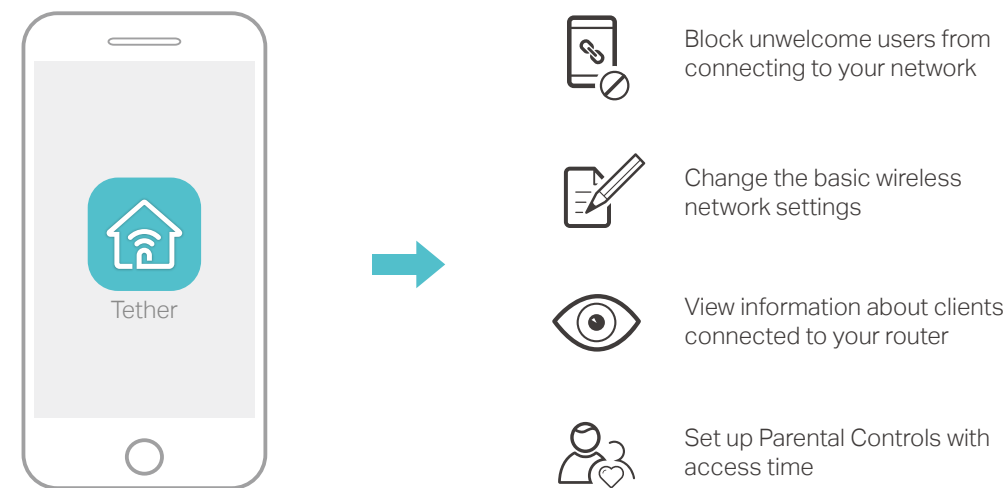 Tether
Block unwelcome users from
connecting to your network
Change the basic wireless
network settings
View information about clients
connected to your router
Set up Parental Controls with
access time